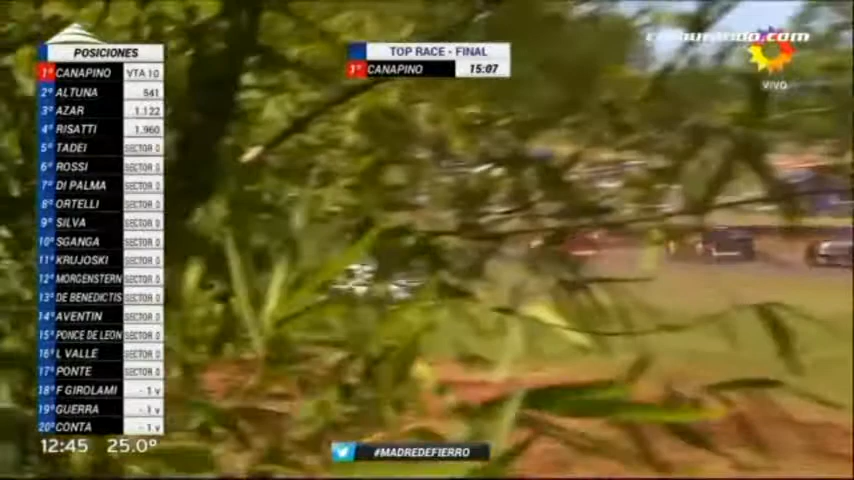 POSICIONES
1º CANAPINO VTA 10
2º ALTUNA 541
3º AZAR 1.122
4º RISATTI 1.960
5º TADEI SECTOR 0
6º ROSSI SECTOR 0
7º DI PALMA SECTOR 0
8º ORTELLI SECTOR 0
9º SILVA SECTOR 0
10º SGANGA SECTOR 0
11º KRUJOSKI SECTOR 0
12º MORGENSTERN SECTOR 0
13º DE BENEDICTIS SECTOR 0
14º AVENTIN SECTOR 0
15º PONCE DE LEON SECTOR 0
16º L VALLE SECTOR 0
17º PONTE SECTOR 0
18º F GIROLAMI - 1 v
19º GUERRA - 1 v
20º CONTA - 1 v
12:45 25.0º
TOP RACE - FINAL
1º CANAPINO 15:07
VIVO
#MADREDEFIERRO